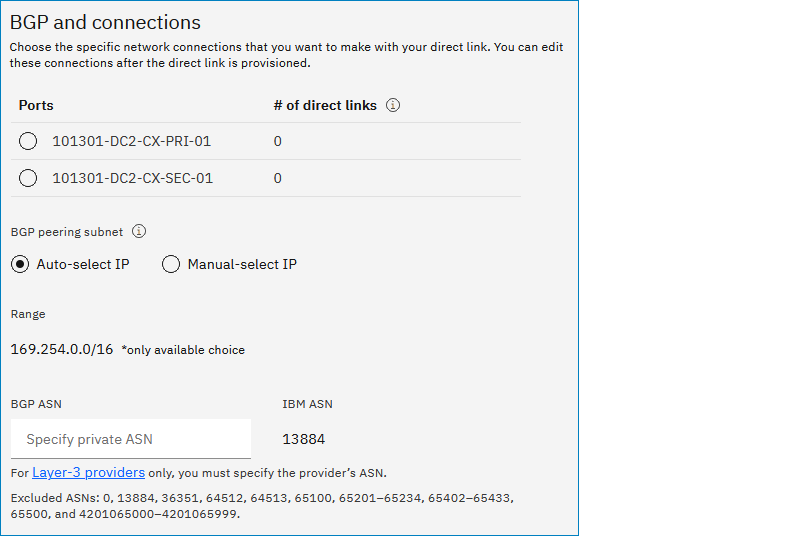 BGP and connections
Choose the specific network connections that you want to make with your direct link. You can edit
these connections after the direct link is provisioned.
Ports # of direct links
101301-DC2-CX-PRI-01 0
101301-DC2-CX-SEC-01 0
BGP peering subnet
Auto-select IP Manual-select IP
Range
169.254.0.0/16 *only available choice
BGP ASN IBM ASN
Specify private ASN 13884
For Layer-3 providers only, you must specify the provider's ASN.
Excluded ASNs: 0, 13884, 36351, 64512, 64513, 65100, 65201–65234, 65402–65433,
65500, and 4201065000–4201065999.